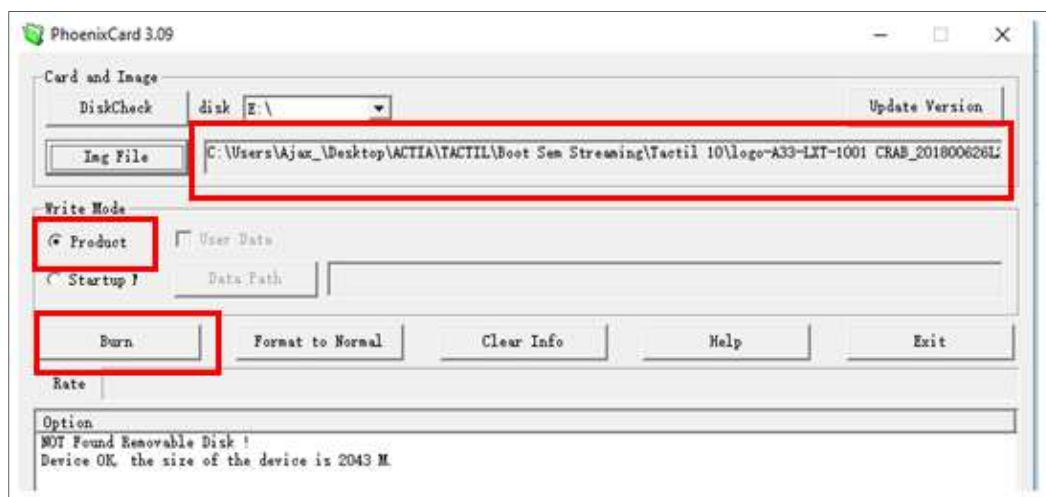 PhoenixCard 3.09
Card and Image
DiskCheck disk E:\ Update Version
Img File C:\Users\Ajax_\Desktop\ACTIA\TACTIL\Boot Sem Streaming\Tactil 10\logo-A33-LXT-1001 CRAB_201800626L
Write Mode
Product User Data
Startup Data Path
Burn Format to Normal Clear Info Help Exit
Rate
Option
NOT Found Removable Disk !
Device OK, the size of the device is 2043 M